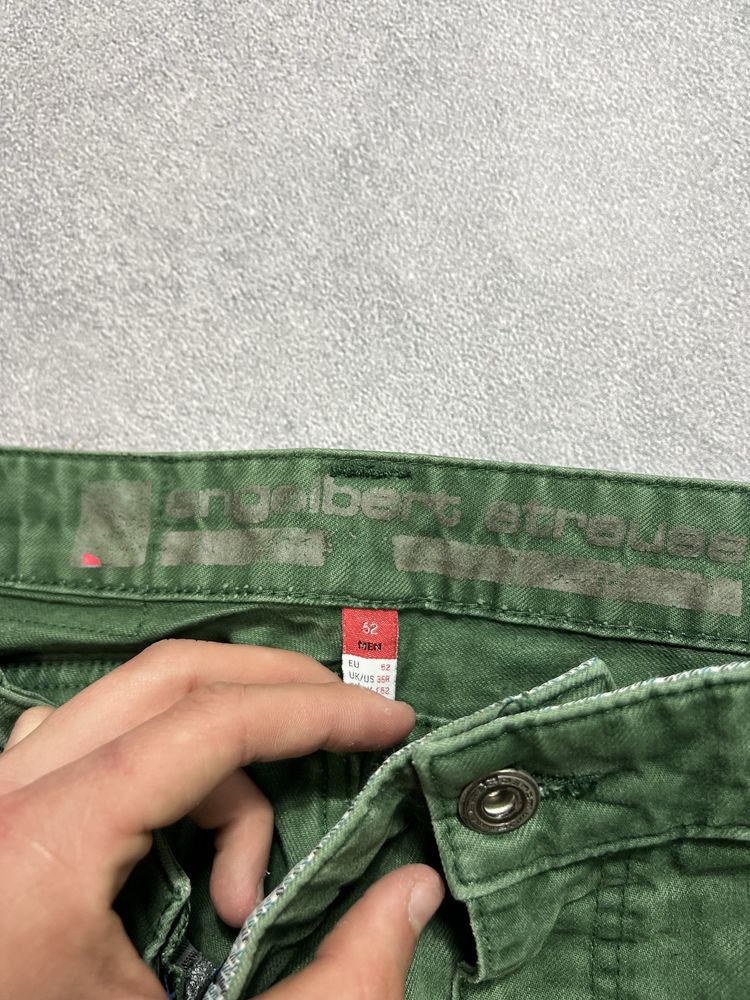 engelbert strauss
52
MEN
EU 52
UK/US 36R